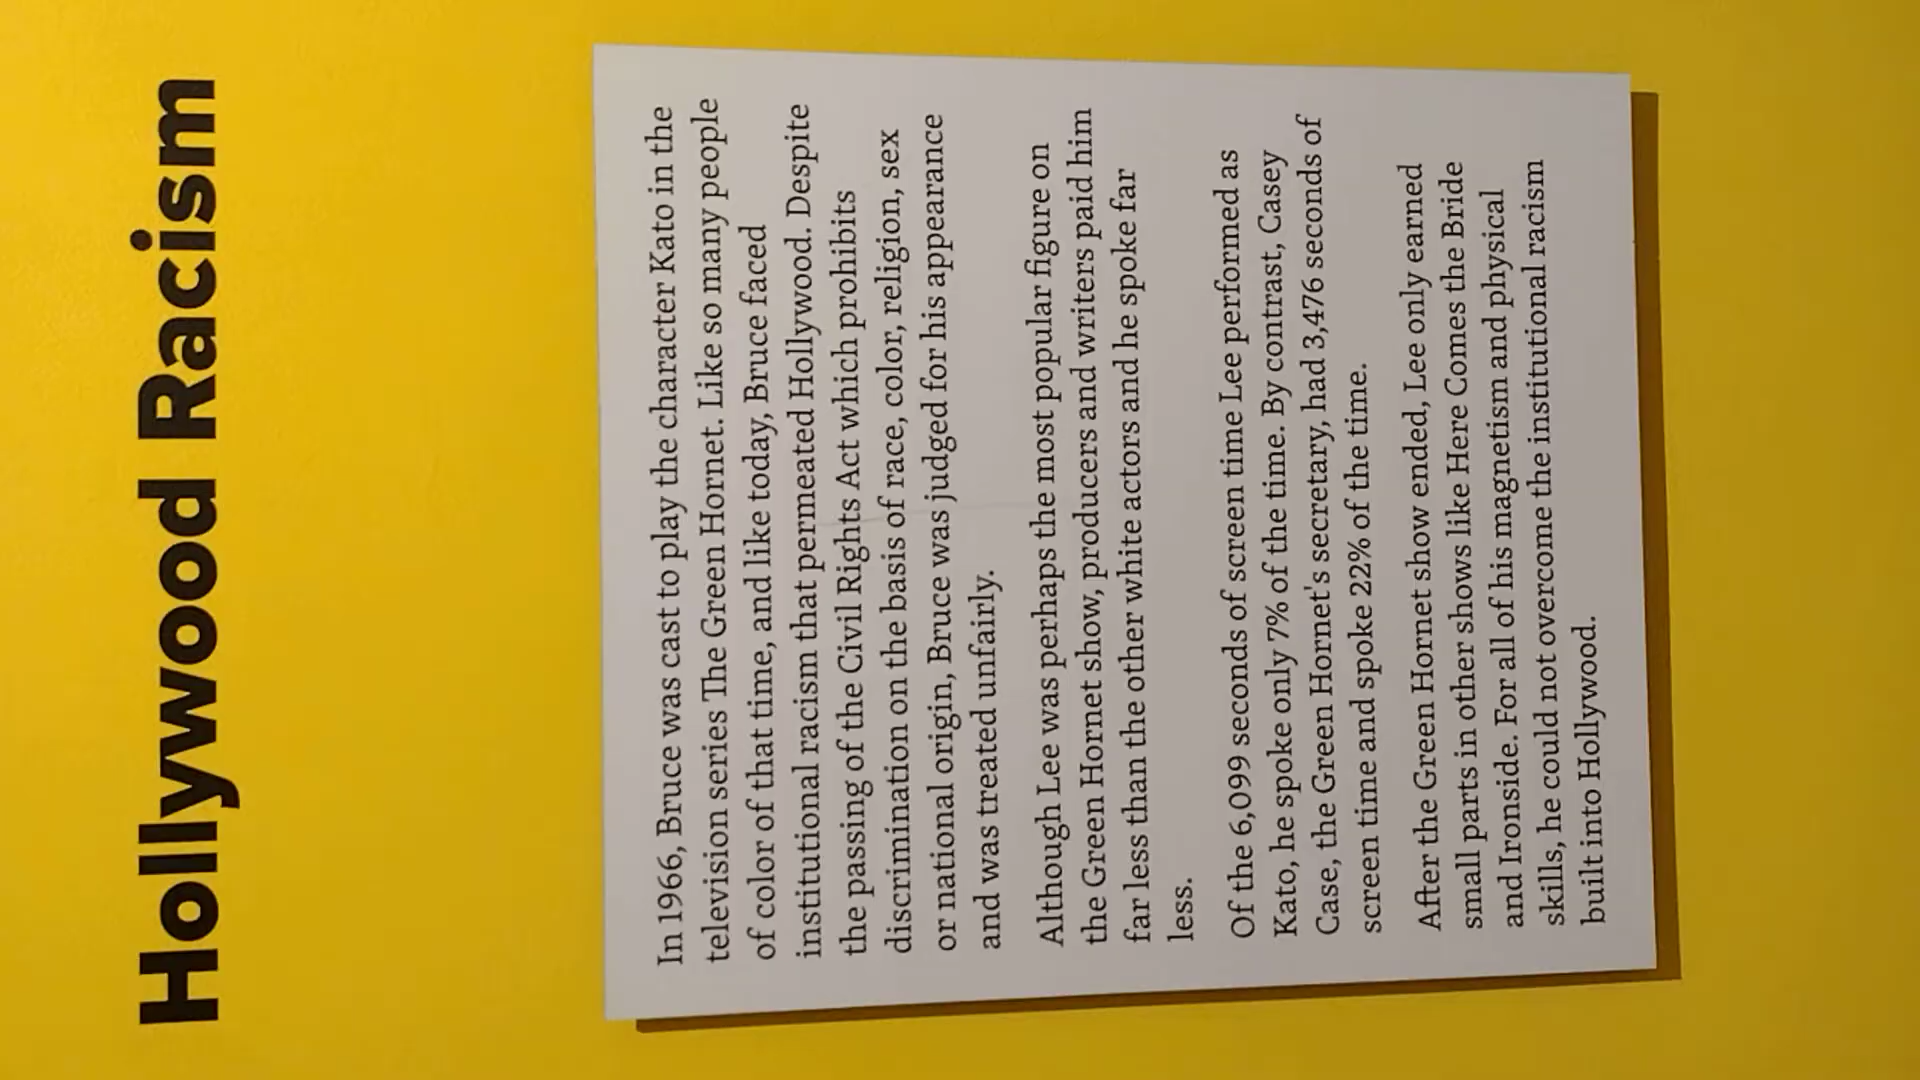 Hollywood Racism
In 1966, Bruce was cast to play the character Kato in the
television series The Green Hornet. Like so many people
of color of that time, and like today, Bruce faced
institutional racism that permeated Hollywood. Despite
the passing of the Civil Rights Act which prohibits
discrimination on the basis of race, color, religion, sex
or national origin, Bruce was judged for his appearance
and was treated unfairly.
Although Lee was perhaps the most popular figure on
the Green Hornet show, producers and writers paid him
far less than the other white actors and he spoke far
less.
Of the 6,099 seconds of screen time Lee performed as
Kato, he spoke only 7% of the time. By contrast, Casey
Case, the Green Hornet's secretary, had 3,476 seconds of
screen time and spoke 22% of the time.
After the Green Hornet show ended, Lee only earned
small parts in other shows like Here Comes the Bride
and Ironside. For all of his magnetism and physical
skills, he could not overcome the institutional racism
built into Hollywood.